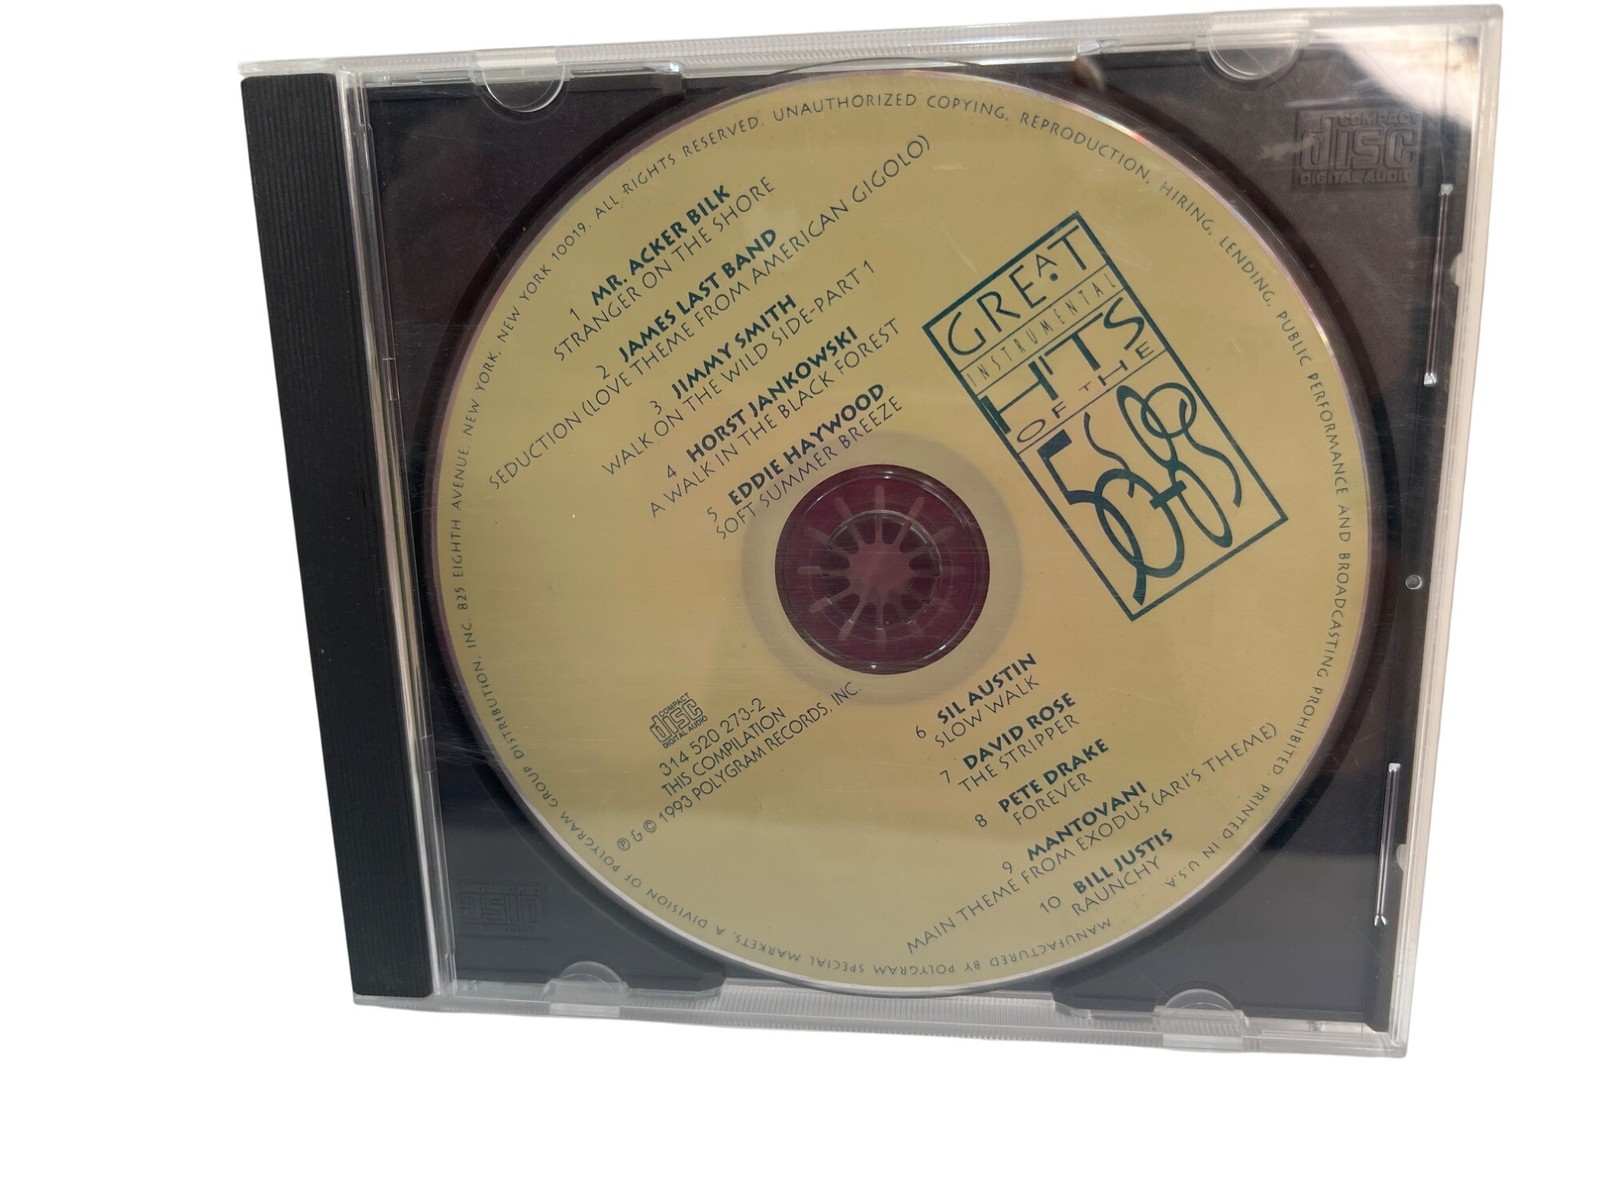 825 EIGHTH AVENUE, NEW YORK, NEW YORK 10019. ALL RIGHTS RESERVED. UNAUTHORIZED COPYING, REPRODUCTION, HIRING, LENDING, PUBLIC PERFORMANCE AND BROADCASTING PROHIBITED. PRINTED IN U.S.A.
MANUFACTURED BY POLYGRAM SPECIAL MARKETS, A DIVISION OF POLYGRAM GROUP DISTRIBUTION, INC.
1 MR. ACKER BILK
STRANGER ON THE SHORE
2 JAMES LAST BAND
SEDUCTION (LOVE THEME FROM AMERICAN GIGOLO)
3 JIMMY SMITH
WALK ON THE WILD SIDE-PART 1
4 HORST JANKOWSKI
A WALK IN THE BLACK FOREST
5 EDDIE HAYWOOD
SOFT SUMMER BREEZE
GREAT
INSTRUMENTAL
HITS
OF THE
50S
60S
COMPACT
disc
DIGITAL AUDIO
314 520 273-2
THIS COMPILATION
℗ & © 1993 POLYGRAM RECORDS, INC.
6 SIL AUSTIN
SLOW WALK
7 DAVID ROSE
THE STRIPPER
8 PETE DRAKE
FOREVER
9 MANTOVANI
MAIN THEME FROM EXODUS (ARI'S THEME)
10 BILL JUSTIS
RAUNCHY
COMPACT
disc
DIGITAL AUDIO